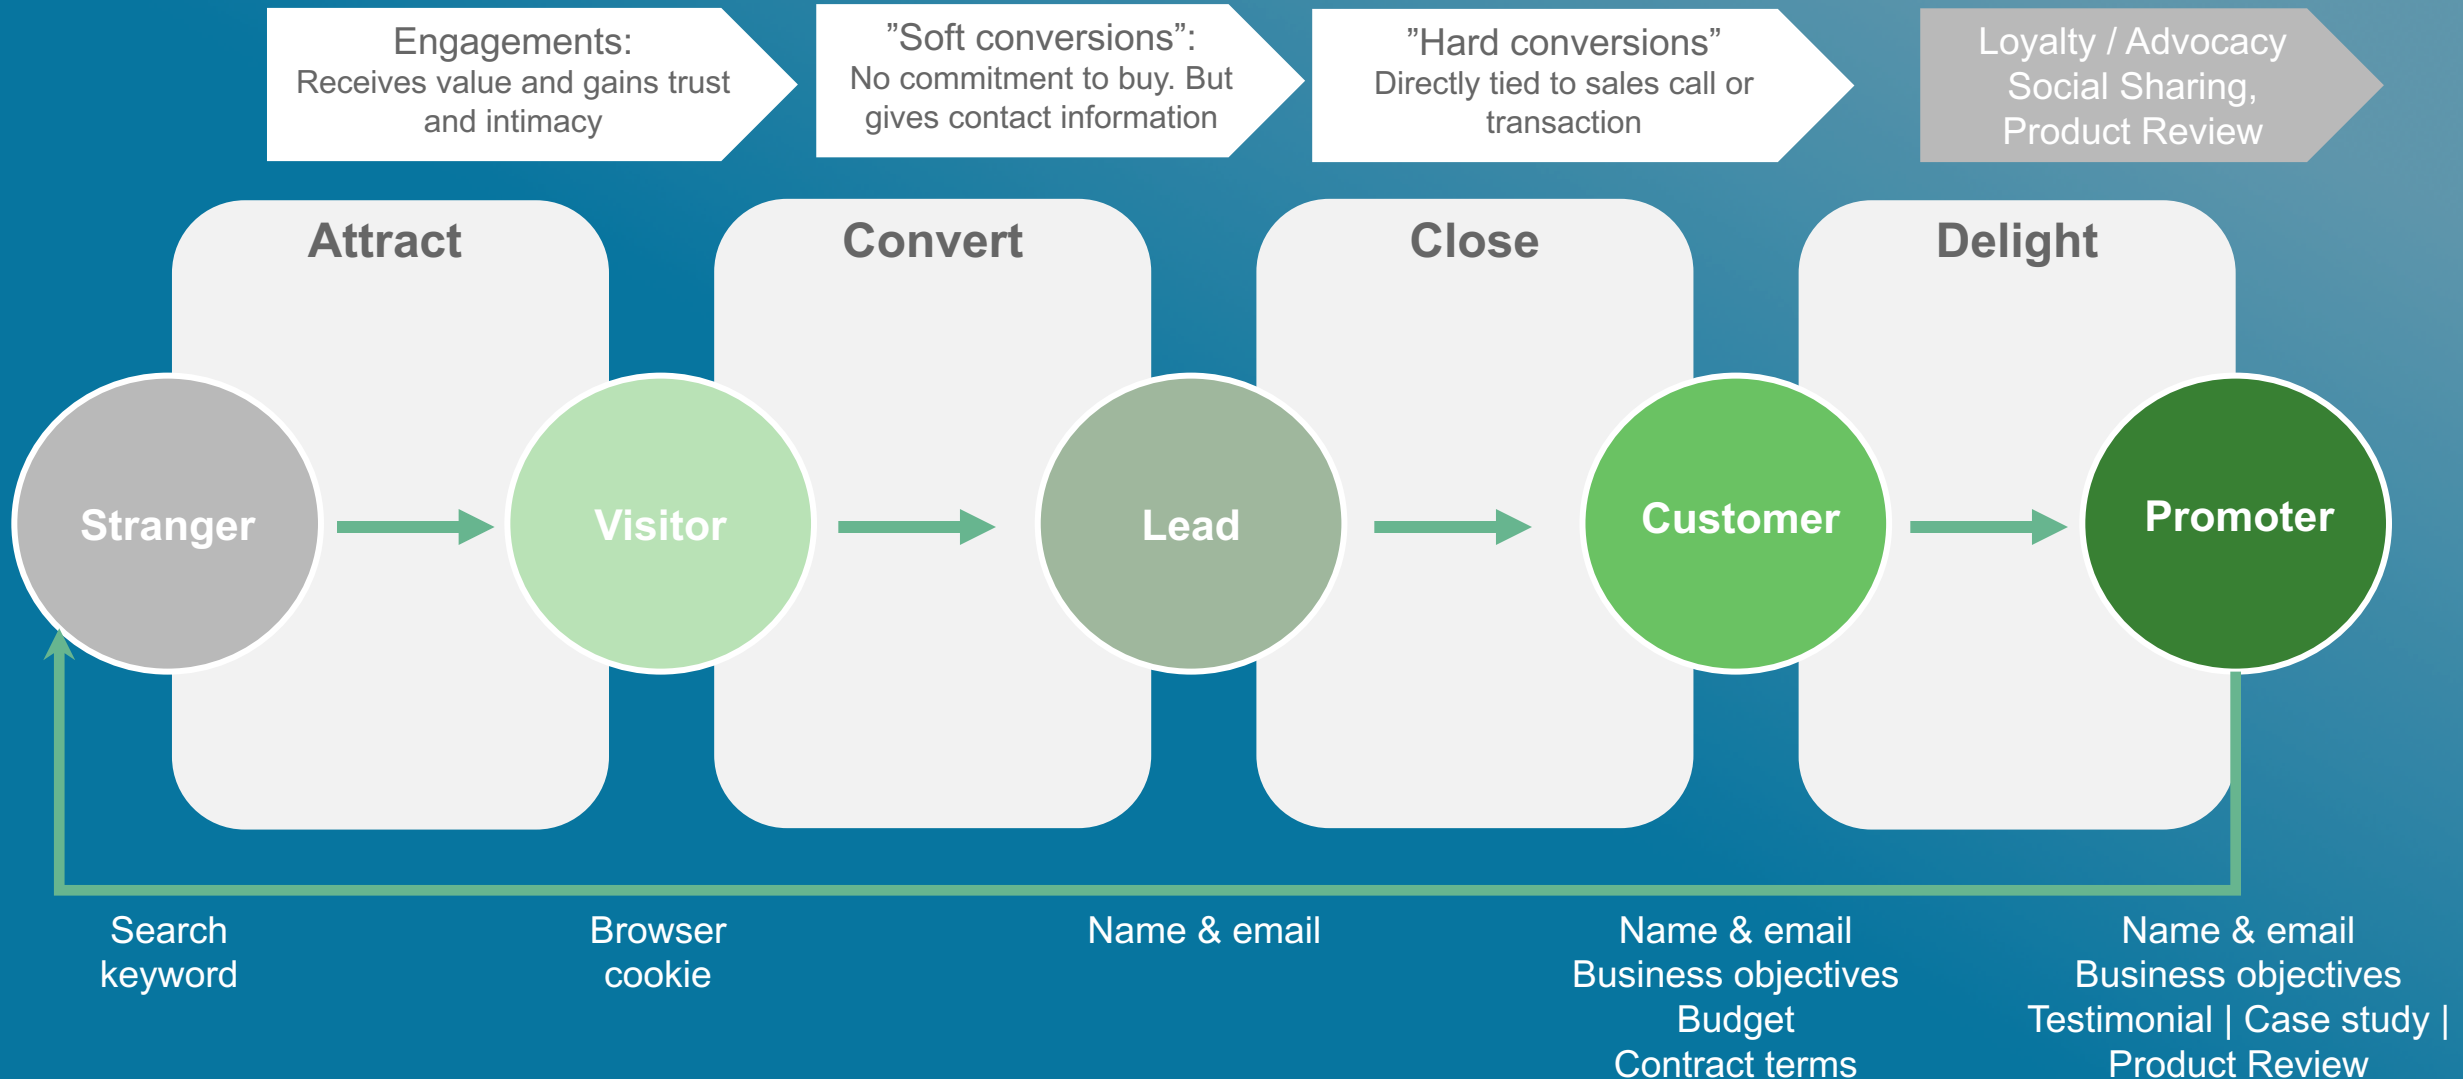 Engagements:
Receives value and gains trust
and intimacy
”Soft conversions”:
No commitment to buy. But
gives contact information
”Hard conversions”
Directly tied to sales call or
transaction
Loyalty / Advocacy
Social Sharing,
Product Review
Attract
Convert
Close
Delight
Stranger
Visitor
Lead
Customer
Promoter
Search
keyword
Browser
cookie
Name & email
Name & email
Business objectives
Budget
Contract terms
Name & email
Business objectives
Testimonial | Case study |
Product Review